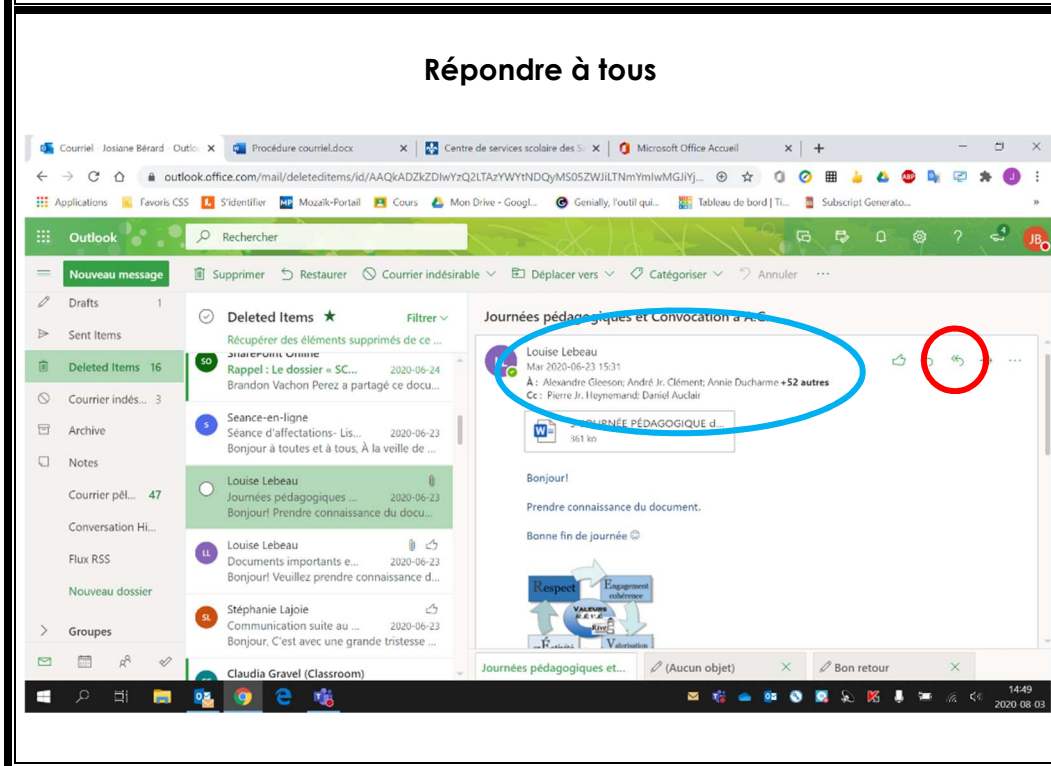 Répondre à tous
Courriel - Josiane Bérard - Outlo
Procédure courriel.docx
Centre de services scolaire des S
Microsoft Office Accueil
outlook.office.com/mail/deleteditems/id/
Applications
Favoris CSS
S'identifier
Mozaïk-Portail
Cours
Mon Drive - Googl...
Genially, l'outil qui...
Tableau de bord | Ti...
Subscript Generato...
Outlook
Rechercher
JB
Nouveau message
Supprimer
Restaurer
Courrier indésirable
Déplacer vers
Catégoriser
Annuler
Drafts 1
Sent Items
Deleted Items 16
Courrier indés... 3
Archive
Notes
Courrier pêl... 47
Conversation Hi...
Flux RSS
Nouveau dossier
Groupes
Deleted Items
Filtrer
Récupérer des éléments supprimés de ce ...
SO
SharePoint Online
Rappel : Le dossier « SC... 2020-06-24
Brandon Vachon Perez a partagé ce docu...
S
Seance-en-ligne
Séance d'affectations- Lis... 2020-06-23
Bonjour à toutes et à tous, À la veille de ...
Louise Lebeau
Journées pédagogiques ... 2020-06-23
Bonjour! Prendre connaissance du docu...
LL
Louise Lebeau
Documents importants e... 2020-06-23
Bonjour! Veuillez prendre connaissance d...
SL
Stéphanie Lajoie
Communication suite au ... 2020-06-23
Bonjour, C'est avec une grande tristesse ...
Claudia Gravel (Classroom)
Journées pédagogiques et Convocation à A.G.
Louise Lebeau
Mar 2020-06-23 15:31
À : Alexandre Gleeson; André Jr. Clément; Annie Ducharme +52 autres
Cc : Pierre Jr. Heynemand; Daniel Auclair
JOURNÉE PÉDAGOGIQUE d...
361 ko
Bonjour!
Prendre connaissance du document.
Bonne fin de journée
Respect
Engagement
cohérence
VALEURS
R.E.V.E.
Rive
Valorisation
Journées pédagogiques et...
(Aucun objet)
Bon retour
14:49
2020-08-03